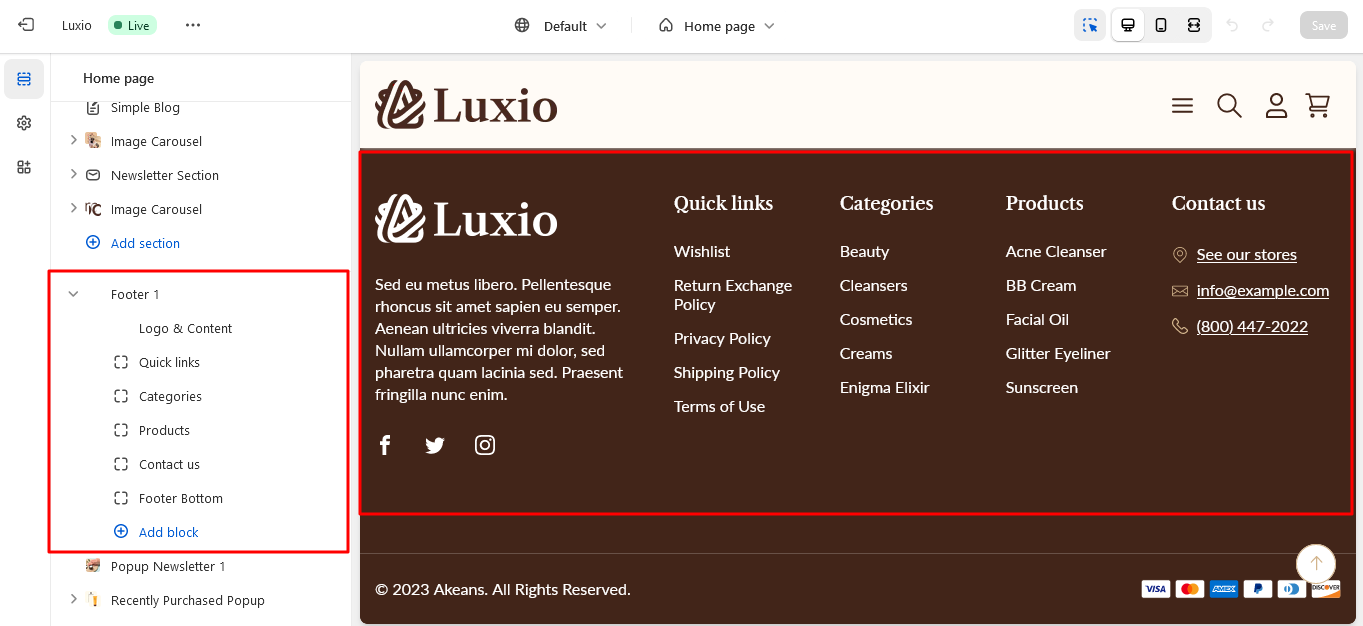 Luxio
Live
Default
Home page
Save
Home page
Simple Blog
Image Carousel
Newsletter Section
Image Carousel
Add section
Footer 1
Logo & Content
Quick links
Categories
Products
Contact us
Footer Bottom
Add block
Popup Newsletter 1
Recently Purchased Popup
Luxio
Luxio
Sed eu metus libero. Pellentesque
rhoncus sit amet sapien eu semper.
Aenean ultricies viverra blandit.
Nullam ullamcorper mi dolor, sed
pharetra quam lacinia sed. Praesent
fringilla nunc enim.
Quick links
Wishlist
Return Exchange
Policy
Privacy Policy
Shipping Policy
Terms of Use
Categories
Beauty
Cleansers
Cosmetics
Creams
Enigma Elixir
Products
Acne Cleanser
BB Cream
Facial Oil
Glitter Eyeliner
Sunscreen
Contact us
See our stores
info@example.com
(800) 447-2022
© 2023 Akeans. All Rights Reserved.
VISA
AMEX
DISCOVER